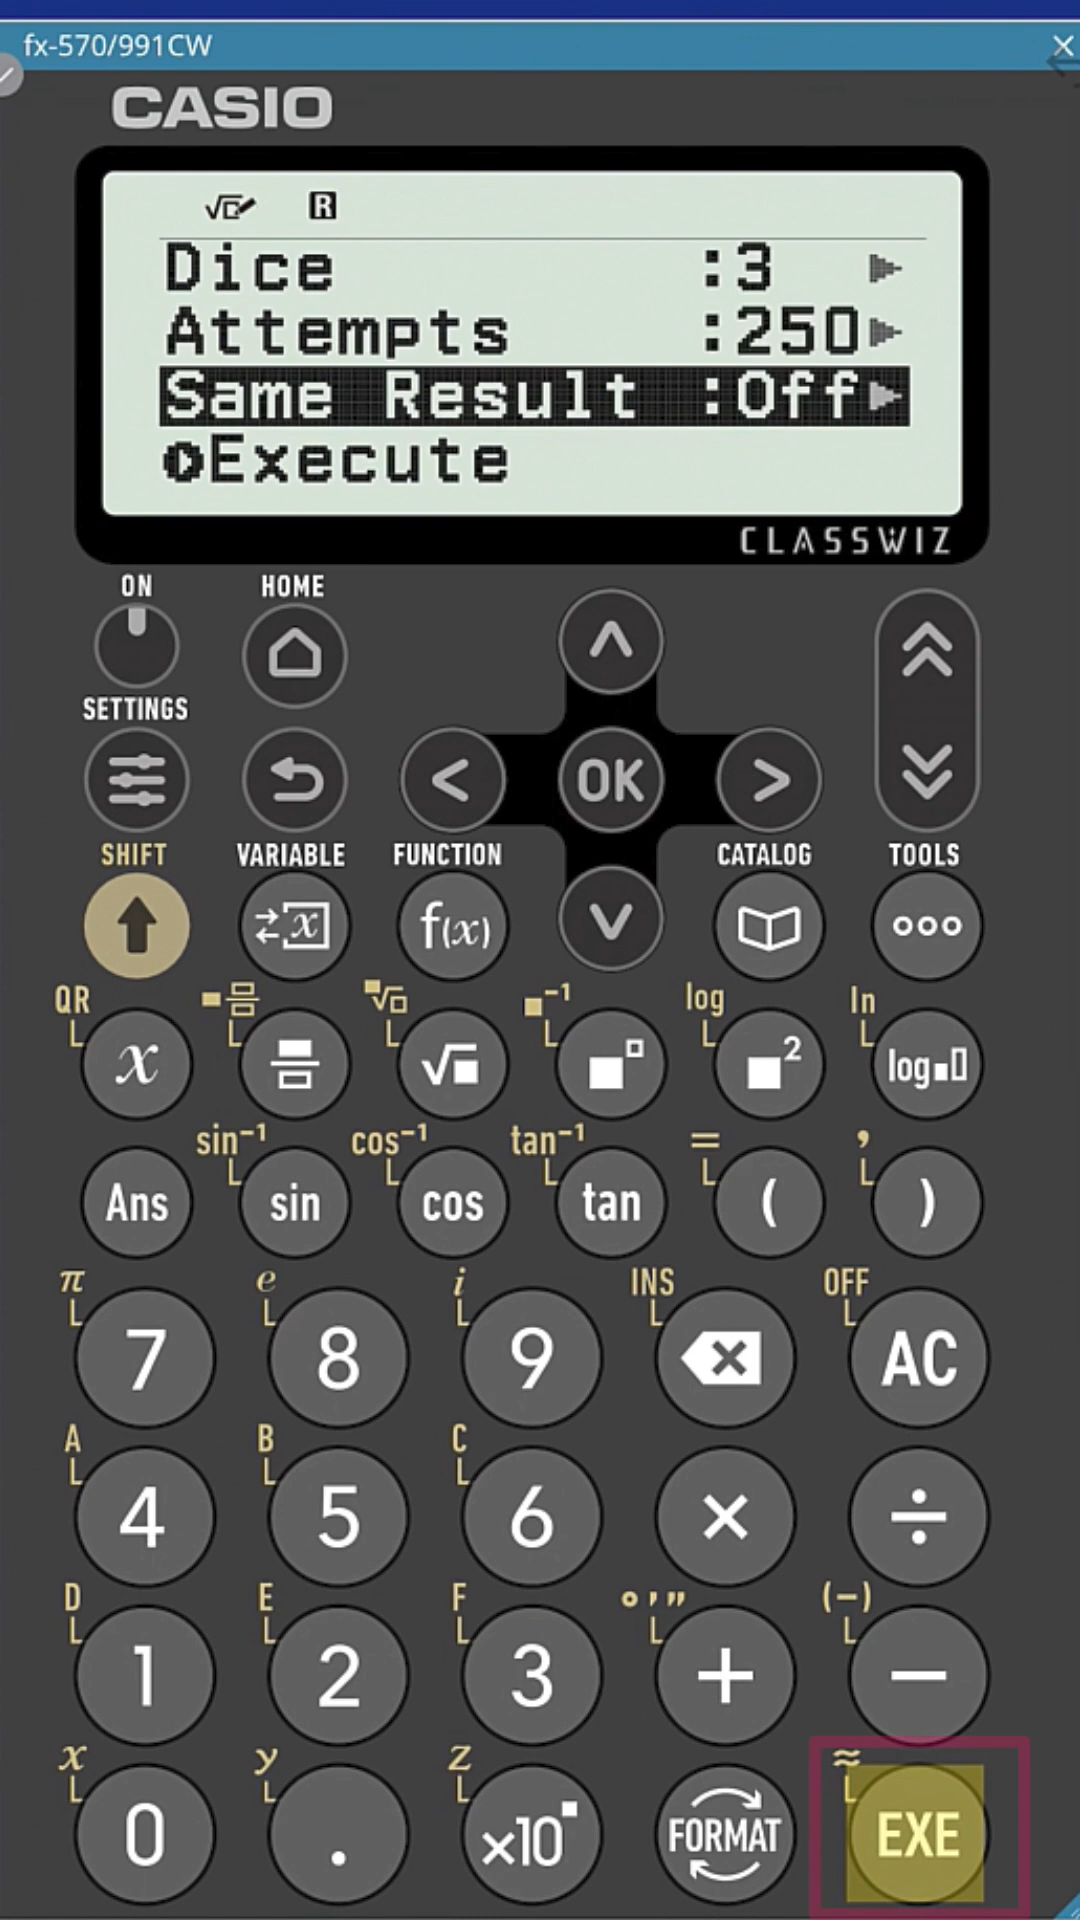 fx-570/991CW
CASIO
R
Dice :3
Attempts :250
Same Result :Off
Execute
CLASSWIZ
ON HOME
SETTINGS
OK
SHIFT VARIABLE FUNCTION CATALOG TOOLS
x f(x)
QR √ -1 log ln
x √ 2 log
sin-1 cos-1 tan-1 = ,
Ans sin cos tan ( )
π e i INS OFF
7 8 9 AC
A B C
4 5 6 × ÷
D E F ° ′ ″ (−)
1 2 3 + −
x y z ≈
0 . ×10 FORMAT EXE